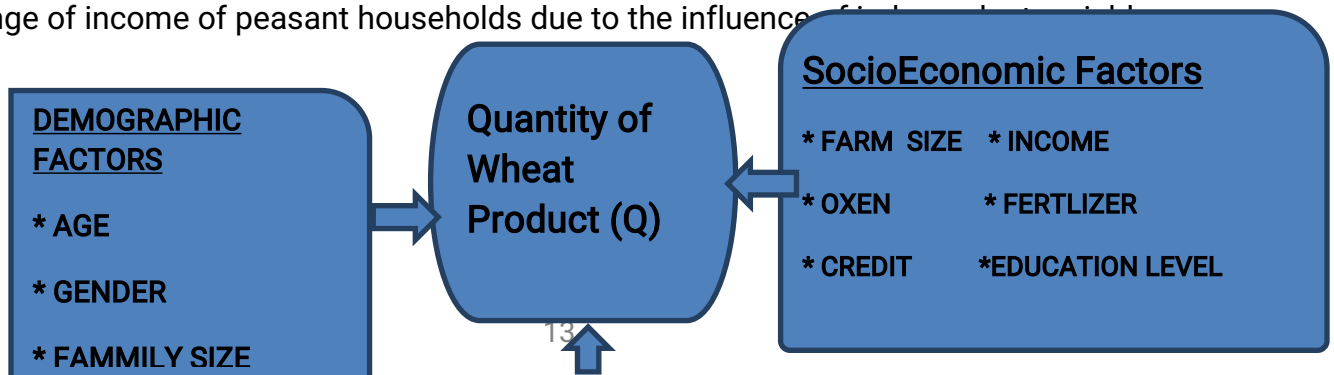 nge of income of peasant households due to the influence
DEMOGRAPHIC
FACTORS
* AGE
* GENDER
* FAMMILY SIZE
Quantity of
Wheat
Product (Q)
SocioEconomic Factors
* FARM SIZE * INCOME
* OXEN * FERTLIZER
* CREDIT *EDUCATION LEVEL
13